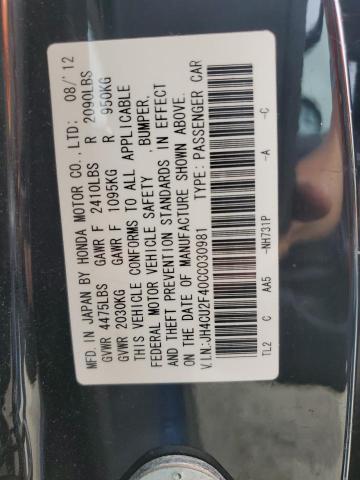 MFD. IN JAPAN BY HONDA MOTOR CO., LTD: 08/'12
GVWR 4475LBS GAWR F 2410LBS R 2090LBS
GVWR 2030KG GAWR F 1095KG R 950KG
THIS VEHICLE CONFORMS TO ALL APPLICABLE
FEDERAL MOTOR VEHICLE SAFETY, BUMPER,
AND THEFT PREVENTION STANDARDS IN EFFECT
ON THE DATE OF MANUFACTURE SHOWN ABOVE.
V.I.N:JH4CU2F40CC030981 TYPE: PASSENGER CAR
TL2 C AA5 -NH731P -A -C